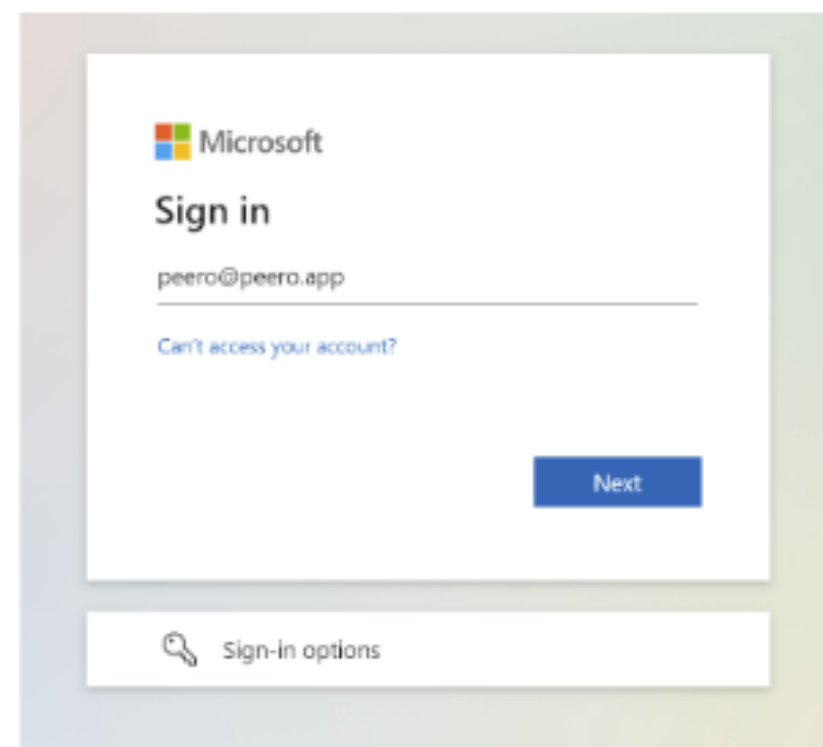 Microsoft
Sign in
peero@peero.app
Can't access your account?
Next
Sign-in options